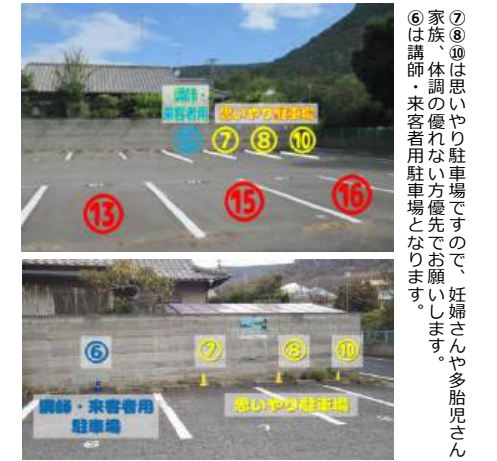 ⑦⑧⑩は思いやり駐車場ですので、妊婦さんや多胎児さん
家族、体調の優れない方優先でお願いします。
⑥は講師・来客者用駐車場となります。
講師・
来客者用
思いやり駐車場
⑥
⑦
⑧
⑩
⑬
⑮
⑯
⑥
⑦
⑧
⑩
講師・来客者用
駐車場
思いやり駐車場